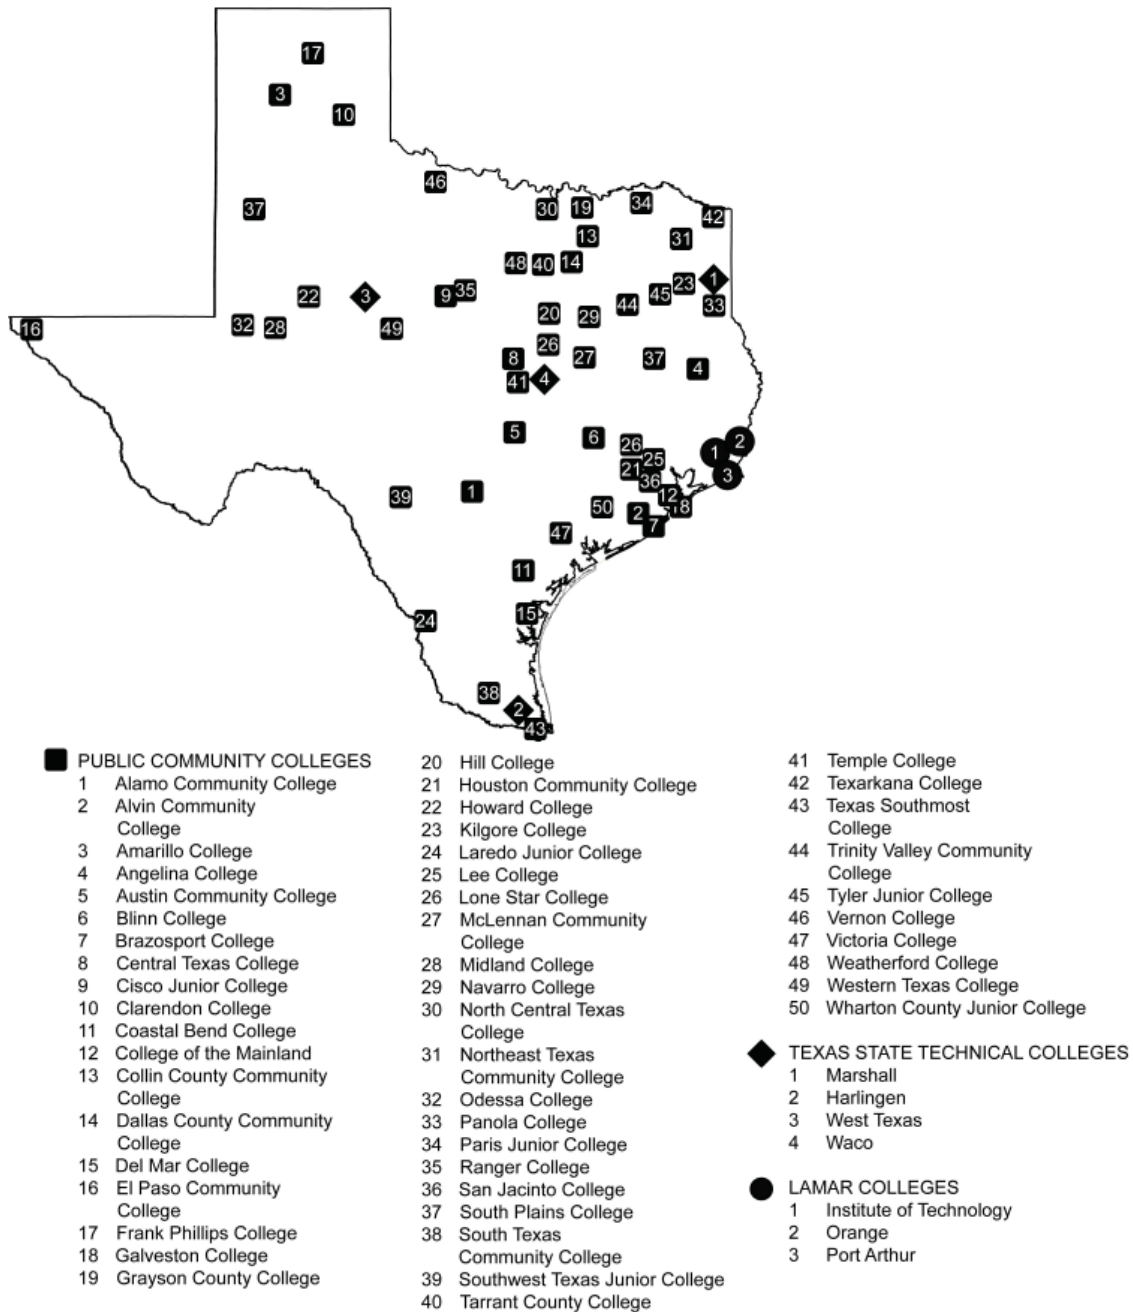 17
3
10
46
37
30
19
34
42
13
31
48
40
14
1
23
45
22
3
9
35
44
33
20
29
16
32
28
49
26
8
27
37
4
41
4
5
6
26
2
1
25
21
3
36
39
1
12
18
50
2
7
47
11
15
24
38
2
43
PUBLIC COMMUNITY COLLEGES
1 Alamo Community College
2 Alvin Community
College
3 Amarillo College
4 Angelina College
5 Austin Community College
6 Blinn College
7 Brazosport College
8 Central Texas College
9 Cisco Junior College
10 Clarendon College
11 Coastal Bend College
12 College of the Mainland
13 Collin County Community
College
14 Dallas County Community
College
15 Del Mar College
16 El Paso Community
College
17 Frank Phillips College
18 Galveston College
19 Grayson County College
20 Hill College
21 Houston Community College
22 Howard College
23 Kilgore College
24 Laredo Junior College
25 Lee College
26 Lone Star College
27 McLennan Community
College
28 Midland College
29 Navarro College
30 North Central Texas
College
31 Northeast Texas
Community College
32 Odessa College
33 Panola College
34 Paris Junior College
35 Ranger College
36 San Jacinto College
37 South Plains College
38 South Texas
Community College
39 Southwest Texas Junior College
40 Tarrant County College
41 Temple College
42 Texarkana College
43 Texas Southmost
College
44 Trinity Valley Community
College
45 Tyler Junior College
46 Vernon College
47 Victoria College
48 Weatherford College
49 Western Texas College
50 Wharton County Junior College
TEXAS STATE TECHNICAL COLLEGES
1 Marshall
2 Harlingen
3 West Texas
4 Waco
LAMAR COLLEGES
1 Institute of Technology
2 Orange
3 Port Arthur